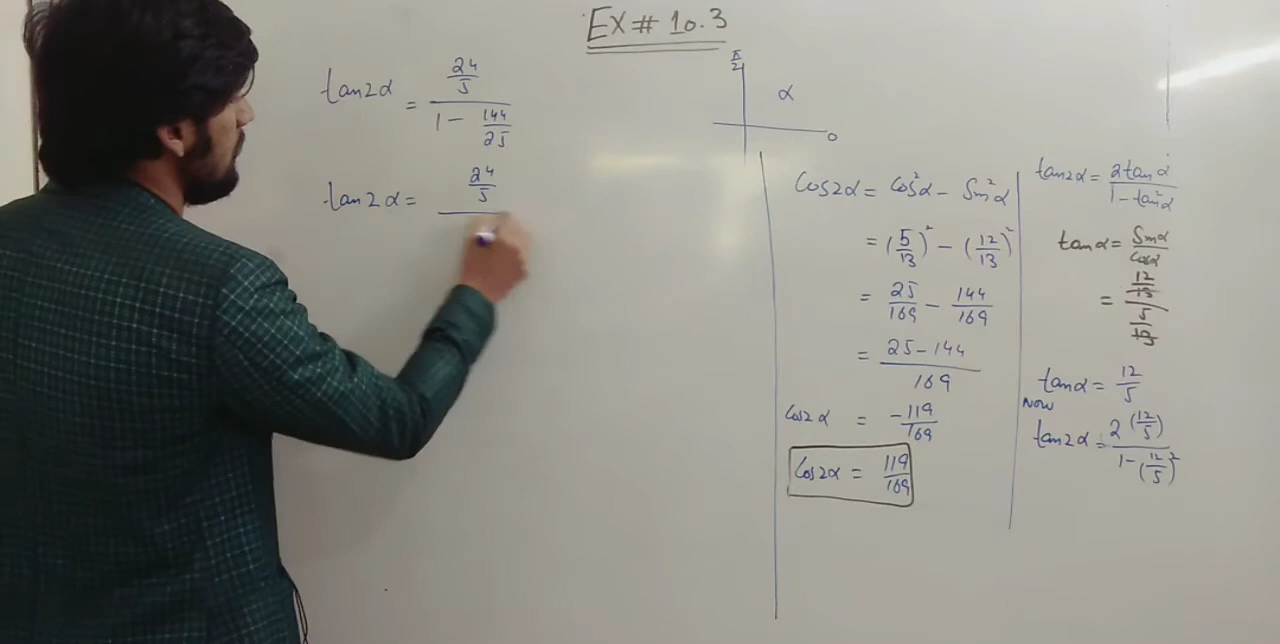 EX# 10.3
tan2α = 24/5 / 1 - 144/25
tan2α = 24/5
π/2
α
0
Cos2α = Cos²α - Sin²α
= (5/13)² - (12/13)²
= 25/169 - 144/169
= 25-144 / 169
Cos2α = -119/169
Cos2α = 119/169
tan2α = 2tanα / 1-tan²α
tanα = Sinα / Cosα
= 12/13 / 5/13
tanα = 12/5
NOW
tan2α = 2(12/5) / 1-(12/5)²